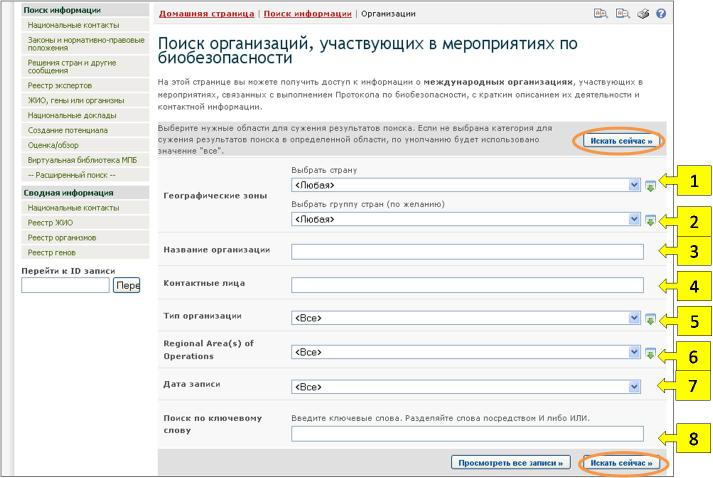 Поиск информации
Национальные контакты
Законы и нормативно-правовые
положения
Решения стран и другие
сообщения
Реестр экспертов
ЖИО, гены или организмы
Национальные доклады
Создание потенциала
Оценка/обзор
Виртуальная библиотека МПБ
-- Расширенный поиск --
Сводная информация
Национальные контакты
Реестр ЖИО
Реестр организмов
Реестр генов
Перейти к ID записи
Пере
Домашняя страница | Поиск информации | Организации
Поиск организаций, участвующих в мероприятиях по
биобезопасности
На этой странице вы можете получить доступ к информации о международных организациях, участвующих в
мероприятиях, связанных с выполнением Протокола по биобезопасности, с кратким описанием их деятельности и
контактной информации.
Выберите нужные области для сужения результатов поиска. Если не выбрана категория для
сужения результатов поиска в определенной области, по умолчанию будет использовано
значение "все".
Искать сейчас »
Географические зоны
Выбрать страну
<Любая>
1
Выбрать группу стран (по желанию)
<Любая>
2
Название организации
3
Контактные лица
4
Тип организации
<Все>
5
Regional Area(s) of
Operations
<Все>
6
Дата записи
<Все>
7
Поиск по ключевому
слову
Введите ключевые слова. Разделяйте слова посредством И либо ИЛИ.
8
Просмотреть все записи »
Искать сейчас »